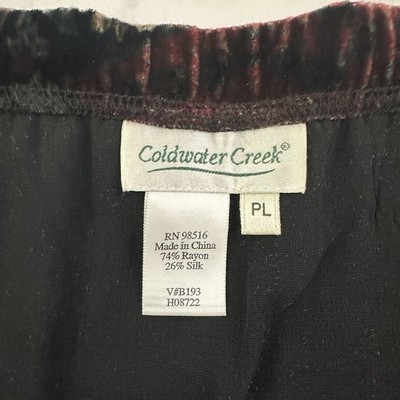 Coldwater Creek®
PL
RN 98516
Made in China
74% Rayon
26% Silk
V#B193
H08722